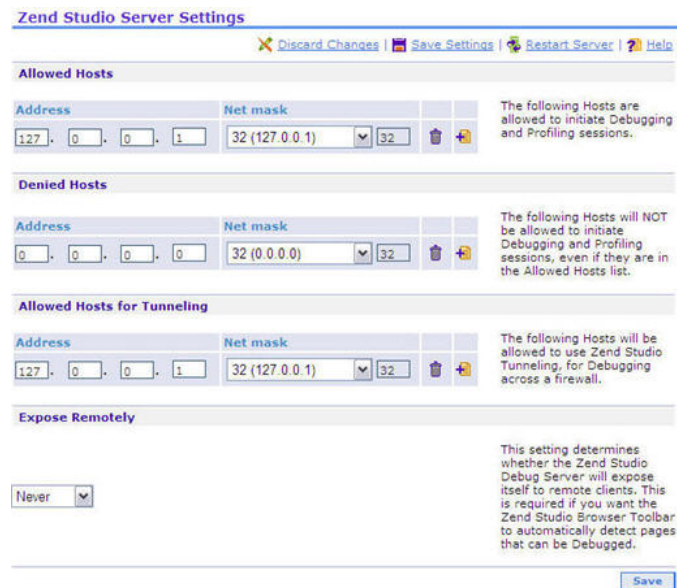 Zend Studio Server Settings
Discard Changes | Save Settings | Restart Server | Help
Allowed Hosts
Address Net mask
127 . 0 . 0 . 1 32 (127.0.0.1) 32
The following Hosts are
allowed to initiate Debugging
and Profiling sessions.
Denied Hosts
Address Net mask
0 . 0 . 0 . 0 32 (0.0.0.0) 32
The following Hosts will NOT
be allowed to initiate
Debugging and Profiling
sessions, even if they are in
the Allowed Hosts list.
Allowed Hosts for Tunneling
Address Net mask
127 . 0 . 0 . 1 32 (127.0.0.1) 32
The following Hosts will be
allowed to use Zend Studio
Tunneling, for Debugging
across a firewall.
Expose Remotely
Never
This setting determines
whether the Zend Studio
Debug Server will expose
itself to remote clients. This
is required if you want the
Zend Studio Browser Toolbar
to automatically detect pages
that can be Debugged.
Save